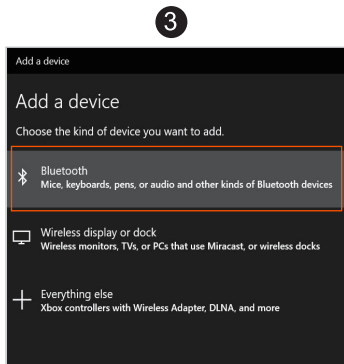 3
Add a device
Add a device
Choose the kind of device you want to add.
Bluetooth
Mice, keyboards, pens, or audio and other kinds of Bluetooth devices
Wireless display or dock
Wireless monitors, TVs, or PCs that use Miracast, or wireless docks
Everything else
Xbox controllers with Wireless Adapter, DLNA, and more